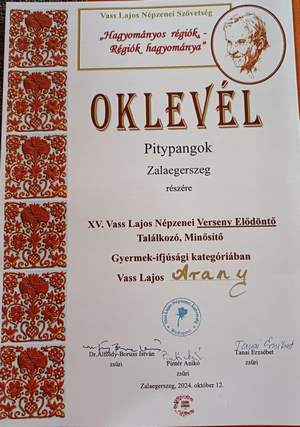 Vass Lajos Népzenei Szövetség
„Hagyományos régiók, -
Régiók hagyománya”
OKLEVÉL
Pitypangok
Zalaegerszeg
részére
XV. Vass Lajos Népzenei Verseny Elődöntő
Találkozó, Minősítő
Gyermek-ifjúsági kategóriában
Vass Lajos Arany
Dr.Álfördy-Boruss István
Pintér Anikó
Tanai Erzsébet
zsűri
zsűri
zsűri
Zalaegerszeg, 2024. október 12.